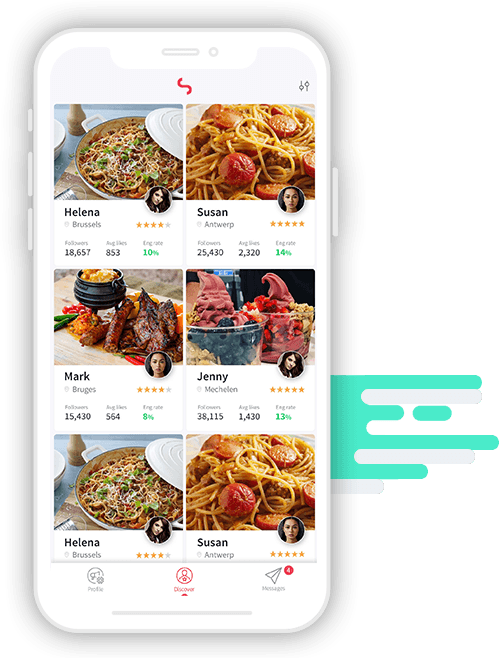 Helena
Brussels
Followers Avg likes Eng rate
18,657 853 10%
Susan
Antwerp
Followers Avg likes Eng rate
25,430 2,320 14%
Mark
Bruges
Followers Avg likes Eng rate
15,430 564 8%
Jenny
Mechelen
Followers Avg likes Eng rate
38,115 1,430 13%
Helena
Brussels
Susan
Antwerp
Profile
Discover
4
Messages